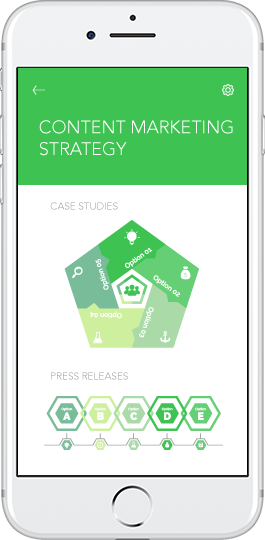 CONTENT MARKETING
STRATEGY
CASE STUDIES
Option 01
Option 02
Option 03
Option 04
Option 05
PRESS RELEASES
Option Option Option Option Option
A B C D E